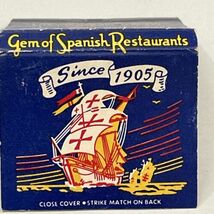 Gem of Spanish Restaurants
Since 1905
CLOSE COVER • STRIKE MATCH ON BACK